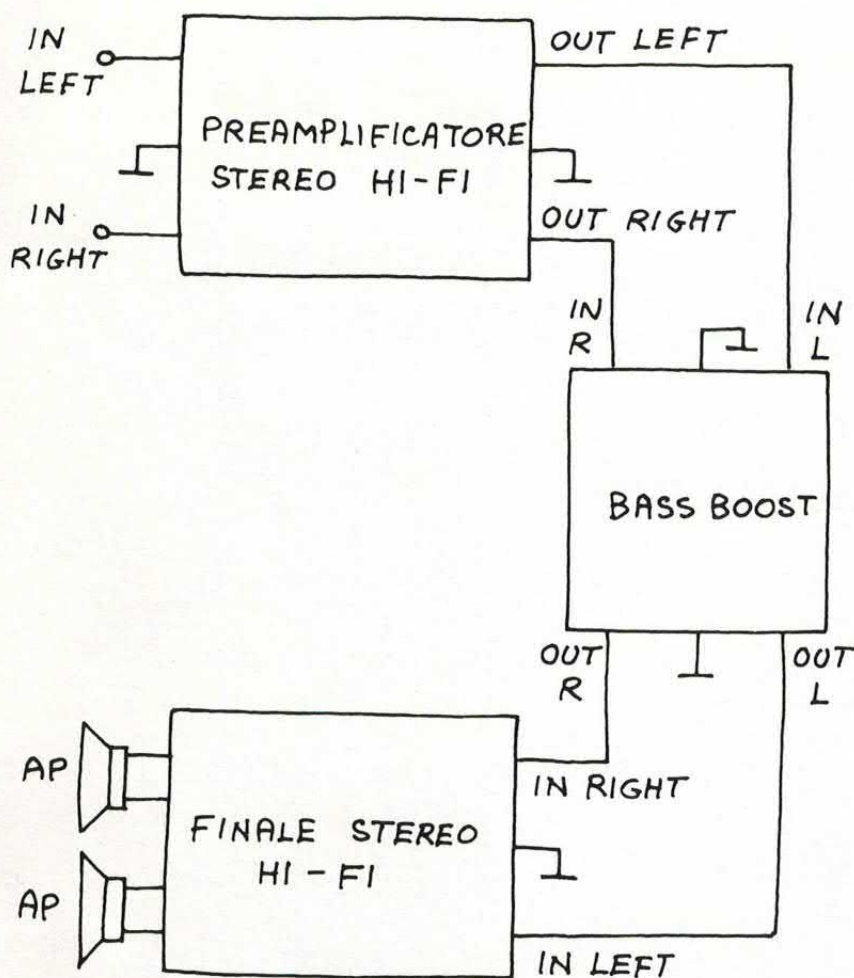 IN
LEFT
OUT LEFT
PREAMPLIFICATORE
STEREO HI-FI
IN
RIGHT
OUT RIGHT
IN
R
IN
L
BASS BOOST
OUT
R
OUT
L
AP
IN RIGHT
FINALE STEREO
HI-FI
AP
IN LEFT